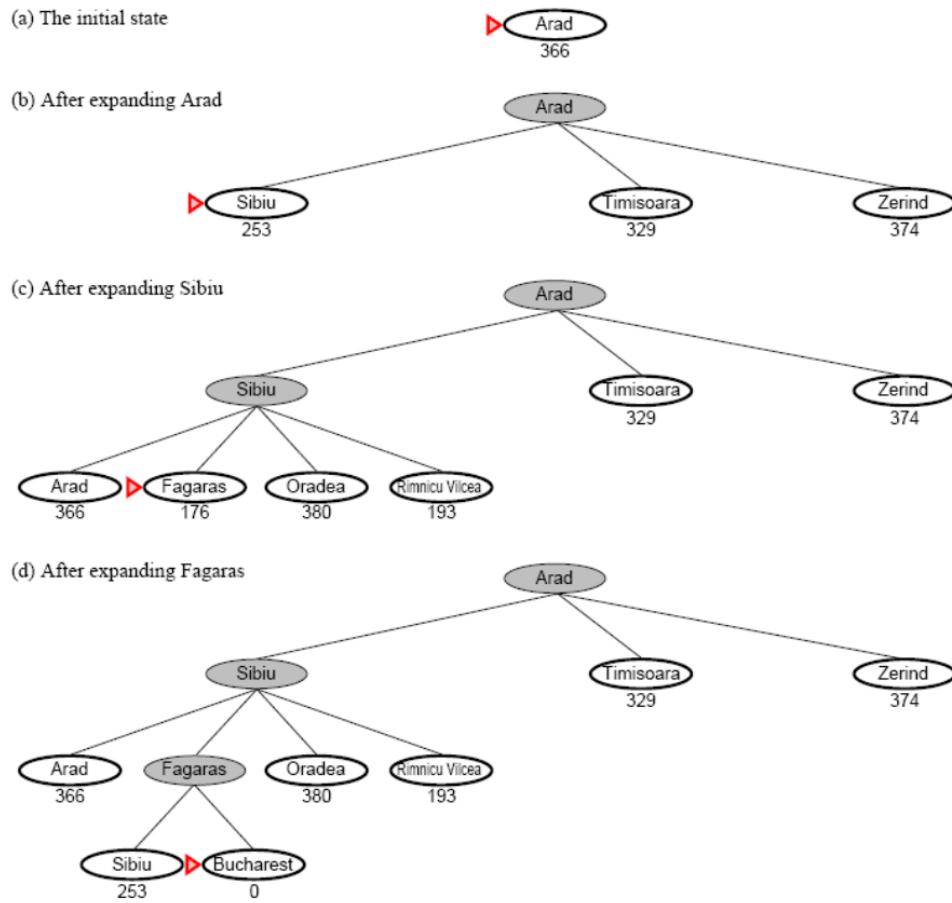 (a) The initial state
Arad
366
(b) After expanding Arad
Arad
Sibiu Timisoara Zerind
253 329 374
(c) After expanding Sibiu
Arad
Sibiu Timisoara Zerind
329 374
Arad Fagaras Oradea Rimnicu Vilcea
366 176 380 193
(d) After expanding Fagaras
Arad
Sibiu Timisoara Zerind
329 374
Arad Fagaras Oradea Rimnicu Vilcea
366 380 193
Sibiu Bucharest
253 0